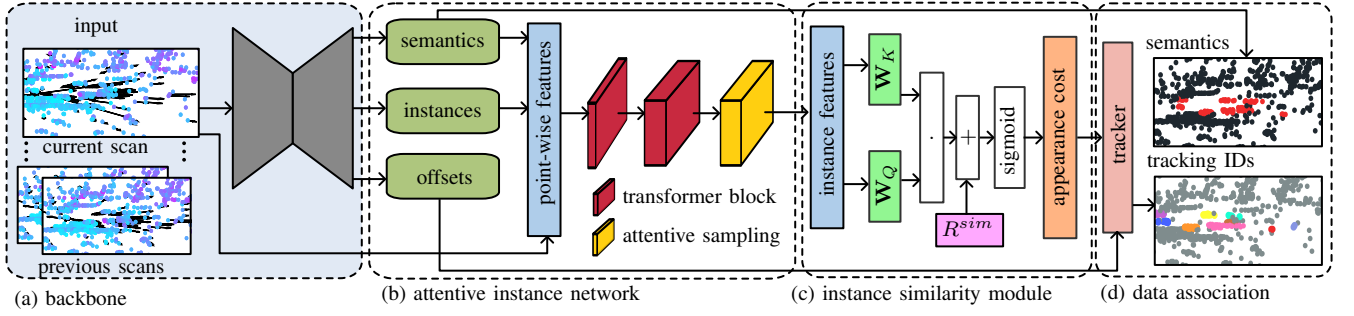 input
current scan
previous scans
(a) backbone
semantics
instances
offsets
point-wise features
transformer block
attentive sampling
(b) attentive instance network
instance features
W_K
W_Q
.
+
R^{sim}
sigmoid
appearance cost
(c) instance similarity module
tracker
semantics
tracking IDs
(d) data association